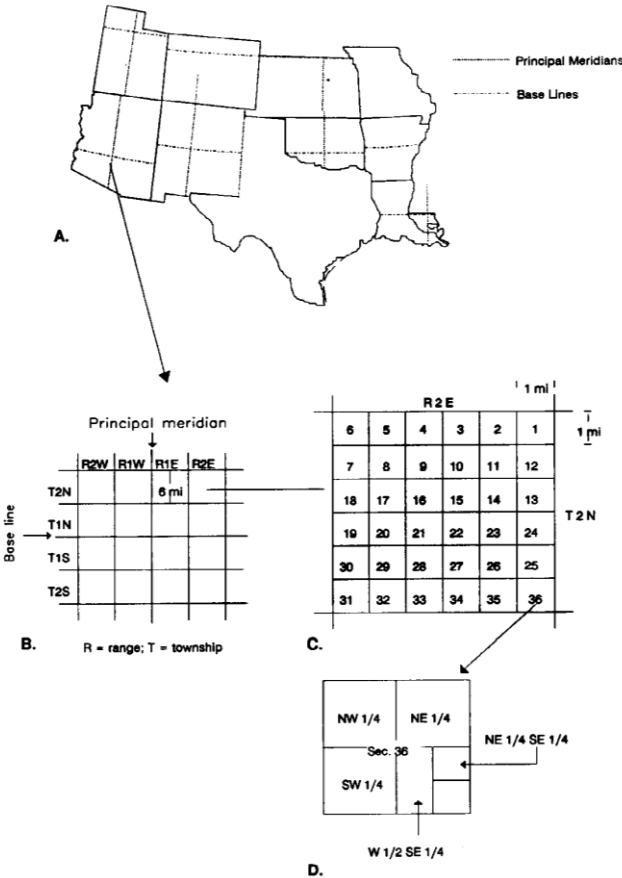 Principal Meridians
Base Lines
A.
Principal meridian
R2W R1W R1E R2E
T2N
6 mi
T1N
Base line
T1S
T2S
B.
R = range; T = township
1 mi
R2E
6 5 4 3 2 1
1 mi
7 8 9 10 11 12
18 17 16 15 14 13
T2N
19 20 21 22 23 24
30 29 28 27 26 25
31 32 33 34 35 36
C.
NW 1/4 NE 1/4
NE 1/4 SE 1/4
Sec. 36
SW 1/4
W 1/2 SE 1/4
D.